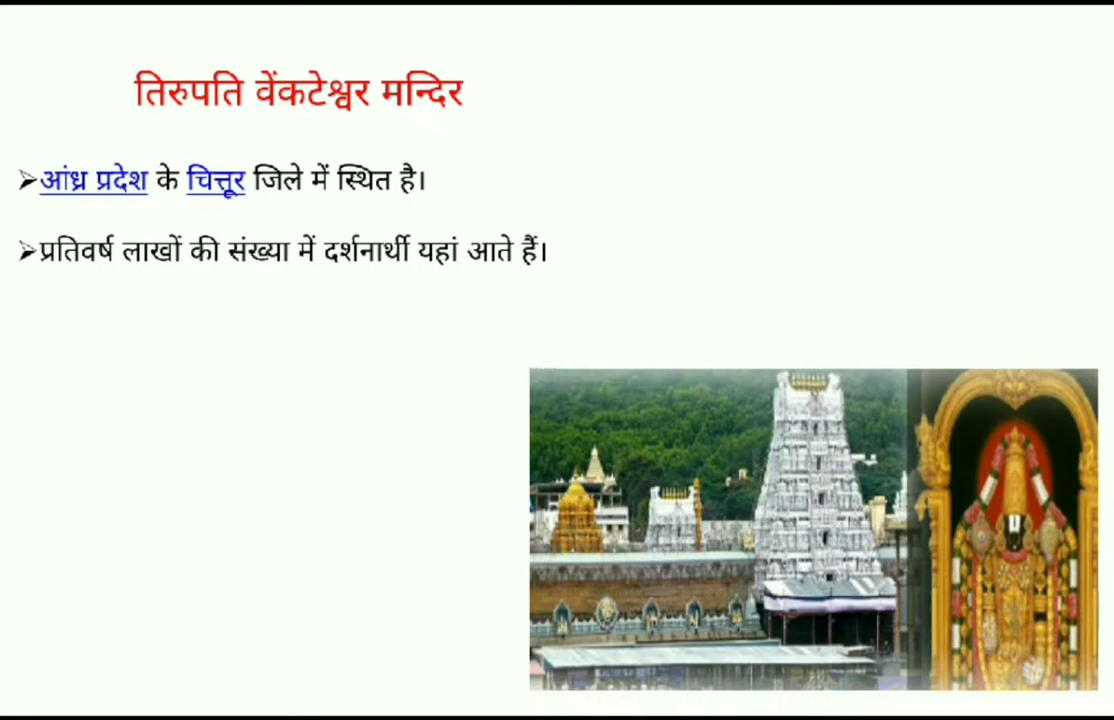 तिरुपति वेंकटेश्वर मन्दिर
➢आंध्र प्रदेश के चित्तूर जिले में स्थित है।
➢प्रतिवर्ष लाखों की संख्या में दर्शनार्थी यहां आते हैं।